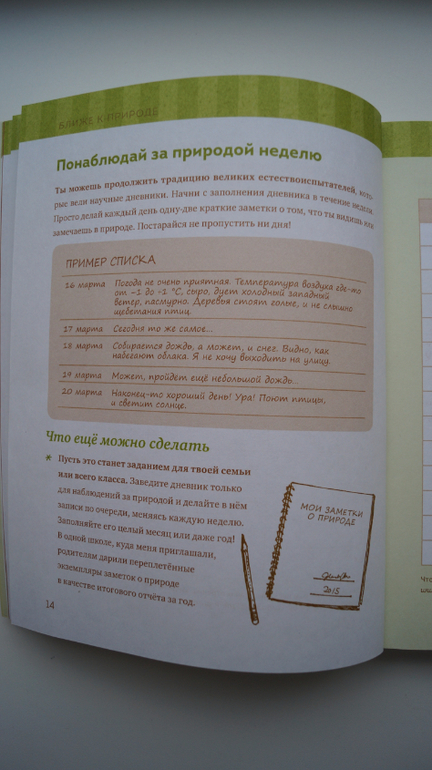 БЛИЖЕ К ПРИРОДЕ
Понаблюдай за природой неделю
Ты можешь продолжить традицию великих естествоиспытателей, кото-
рые вели научные дневники. Начни с заполнения дневника в течение недели.
Просто делай каждый день одну-две краткие заметки о том, что ты видишь или
замечаешь в природе. Постарайся не пропустить ни дня!
ПРИМЕР СПИСКА
16 марта Погода не очень приятная. Температура воздуха где-то
от –1 до -1 °С, сыро, дует холодный западный
ветер, пасмурно. Деревья стоят голые, и не слышно
щебетания птиц.
17 марта Сегодня то же самое...
18 марта Собирается дождь, а может, и снег. Видно, как
набегают облака. Я не хочу выходить на улицу.
19 марта Может, пройдёт ещё небольшой дождь...
20 марта Наконец-то хороший день! Ура! Поют птицы,
и светит солнце.
Что ещё можно сделать
* Пусть это станет заданием для твоей семьи
или всего класса. Заведите дневник только
для наблюдений за природой и делайте в нём
записи по очереди, меняясь каждую неделю.
Заполняйте его целый месяц или даже год!
В одной школе, куда меня приглашали,
родителям дарили переплетённые
экземпляры заметок о природе
в качестве итогового отчёта за год.
МОИ ЗАМЕТКИ
О ПРИРОДЕ
2015
14